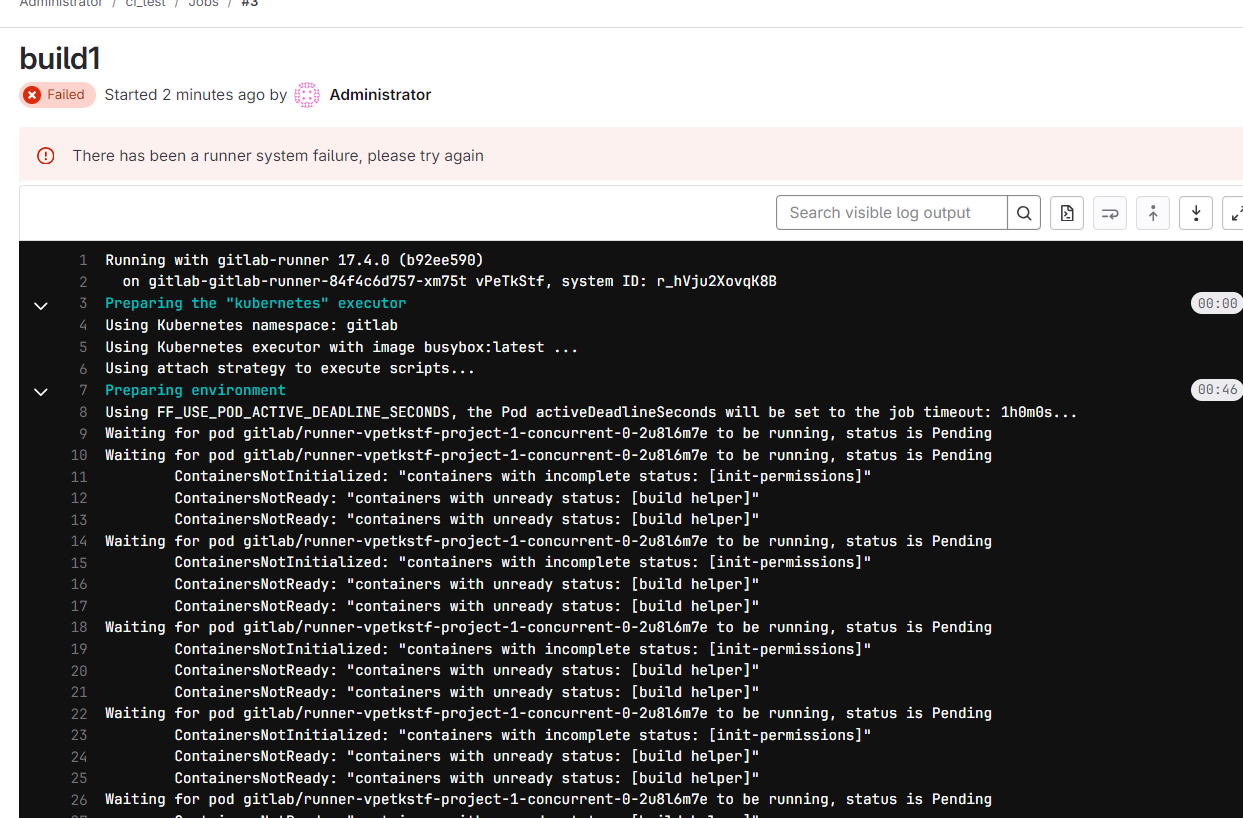 Administrator / ci_test / Jobs / #3
build1
Failed Started 2 minutes ago by Administrator
There has been a runner system failure, please try again
Search visible log output
1 Running with gitlab-runner 17.4.0 (b92ee590)
2 on gitlab-gitlab-runner-84f4c6d757-xm75t vPeTkStf, system ID: r_hVju2XovqK8B
3 Preparing the "kubernetes" executor 00:00
4 Using Kubernetes namespace: gitlab
5 Using Kubernetes executor with image busybox:latest ...
6 Using attach strategy to execute scripts...
7 Preparing environment 00:46
8 Using FF_USE_POD_ACTIVE_DEADLINE_SECONDS, the Pod activeDeadlineSeconds will be set to the job timeout: 1h0m0s...
9 Waiting for pod gitlab/runner-vpetkstf-project-1-concurrent-0-2u8l6m7e to be running, status is Pending
10 Waiting for pod gitlab/runner-vpetkstf-project-1-concurrent-0-2u8l6m7e to be running, status is Pending
11 ContainersNotInitialized: "containers with incomplete status: [init-permissions]"
12 ContainersNotReady: "containers with unready status: [build helper]"
13 ContainersNotReady: "containers with unready status: [build helper]"
14 Waiting for pod gitlab/runner-vpetkstf-project-1-concurrent-0-2u8l6m7e to be running, status is Pending
15 ContainersNotInitialized: "containers with incomplete status: [init-permissions]"
16 ContainersNotReady: "containers with unready status: [build helper]"
17 ContainersNotReady: "containers with unready status: [build helper]"
18 Waiting for pod gitlab/runner-vpetkstf-project-1-concurrent-0-2u8l6m7e to be running, status is Pending
19 ContainersNotInitialized: "containers with incomplete status: [init-permissions]"
20 ContainersNotReady: "containers with unready status: [build helper]"
21 ContainersNotReady: "containers with unready status: [build helper]"
22 Waiting for pod gitlab/runner-vpetkstf-project-1-concurrent-0-2u8l6m7e to be running, status is Pending
23 ContainersNotInitialized: "containers with incomplete status: [init-permissions]"
24 ContainersNotReady: "containers with unready status: [build helper]"
25 ContainersNotReady: "containers with unready status: [build helper]"
26 Waiting for pod gitlab/runner-vpetkstf-project-1-concurrent-0-2u8l6m7e to be running, status is Pending